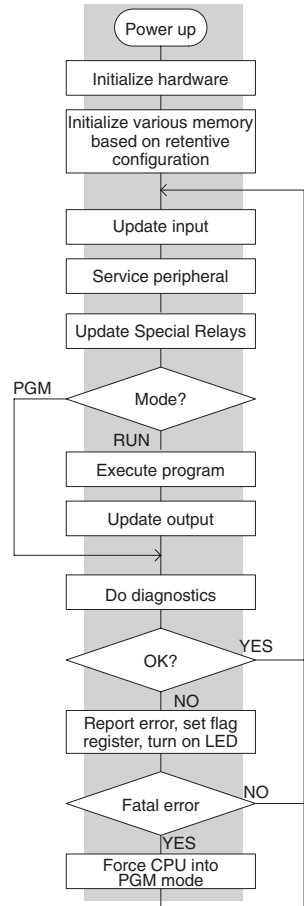 Power up
Initialize hardware
Initialize various memory
based on retentive
configuration
Update input
Service peripheral
Update Special Relays
PGM
Mode?
RUN
Execute program
Update output
Do diagnostics
YES
OK?
NO
Report error, set flag
register, turn on LED
NO
Fatal error
YES
Force CPU into
PGM mode